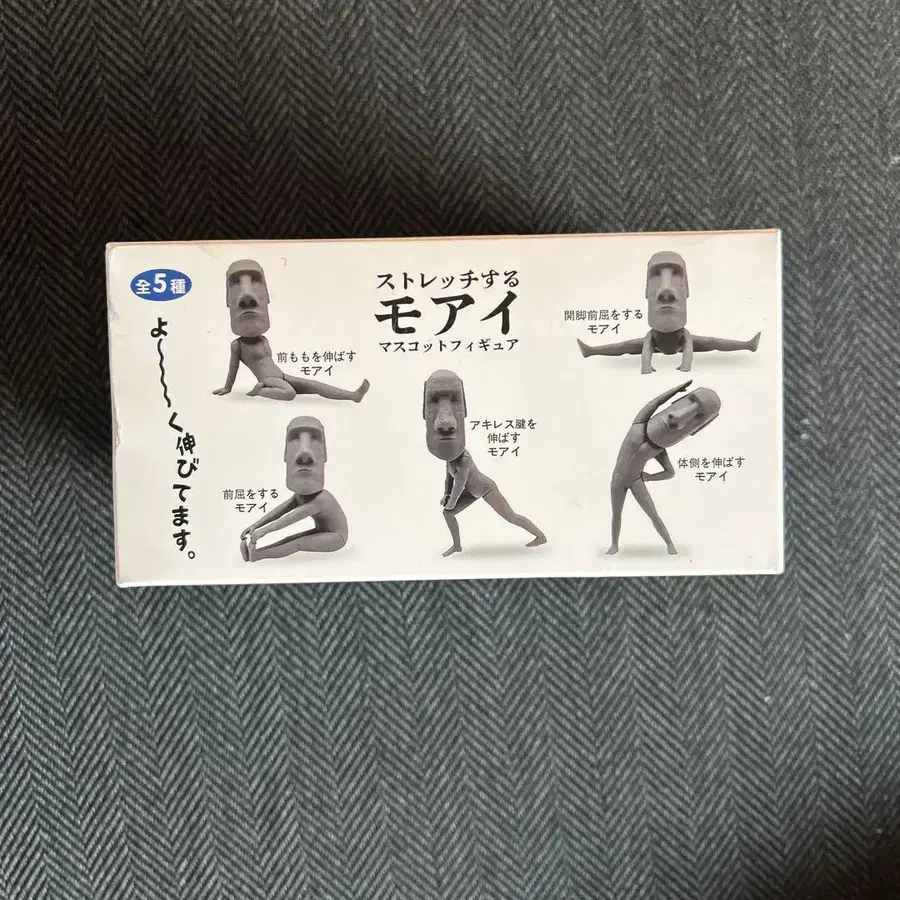 全5種
よ〜〜〜〜く伸びてます。
ストレッチする
モアイ
マスコットフィギュア
前ももを伸ばす
モアイ
開脚前屈をする
モアイ
前屈をする
モアイ
アキレス腱を
伸ばす
モアイ
体側を伸ばす
モアイ